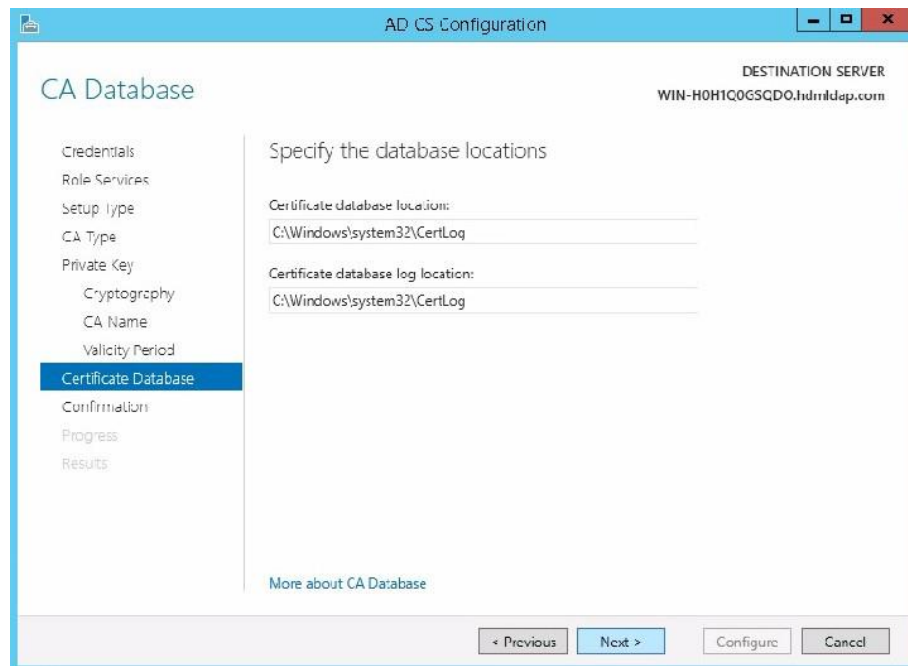 AD CS Configuration
CA Database
DESTINATION SERVER
WIN-H0H1Q0GSQDO.hdmldap.com
Credentials
Role Services
Setup Type
CA Type
Private Key
Cryptography
CA Name
Validity Period
Certificate Database
Confirmation
Progress
Results
Specify the database locations
Certificate database location:
C:\Windows\system32\CertLog
Certificate database log location:
C:\Windows\system32\CertLog
More about CA Database
< Previous
Next >
Configure
Cancel